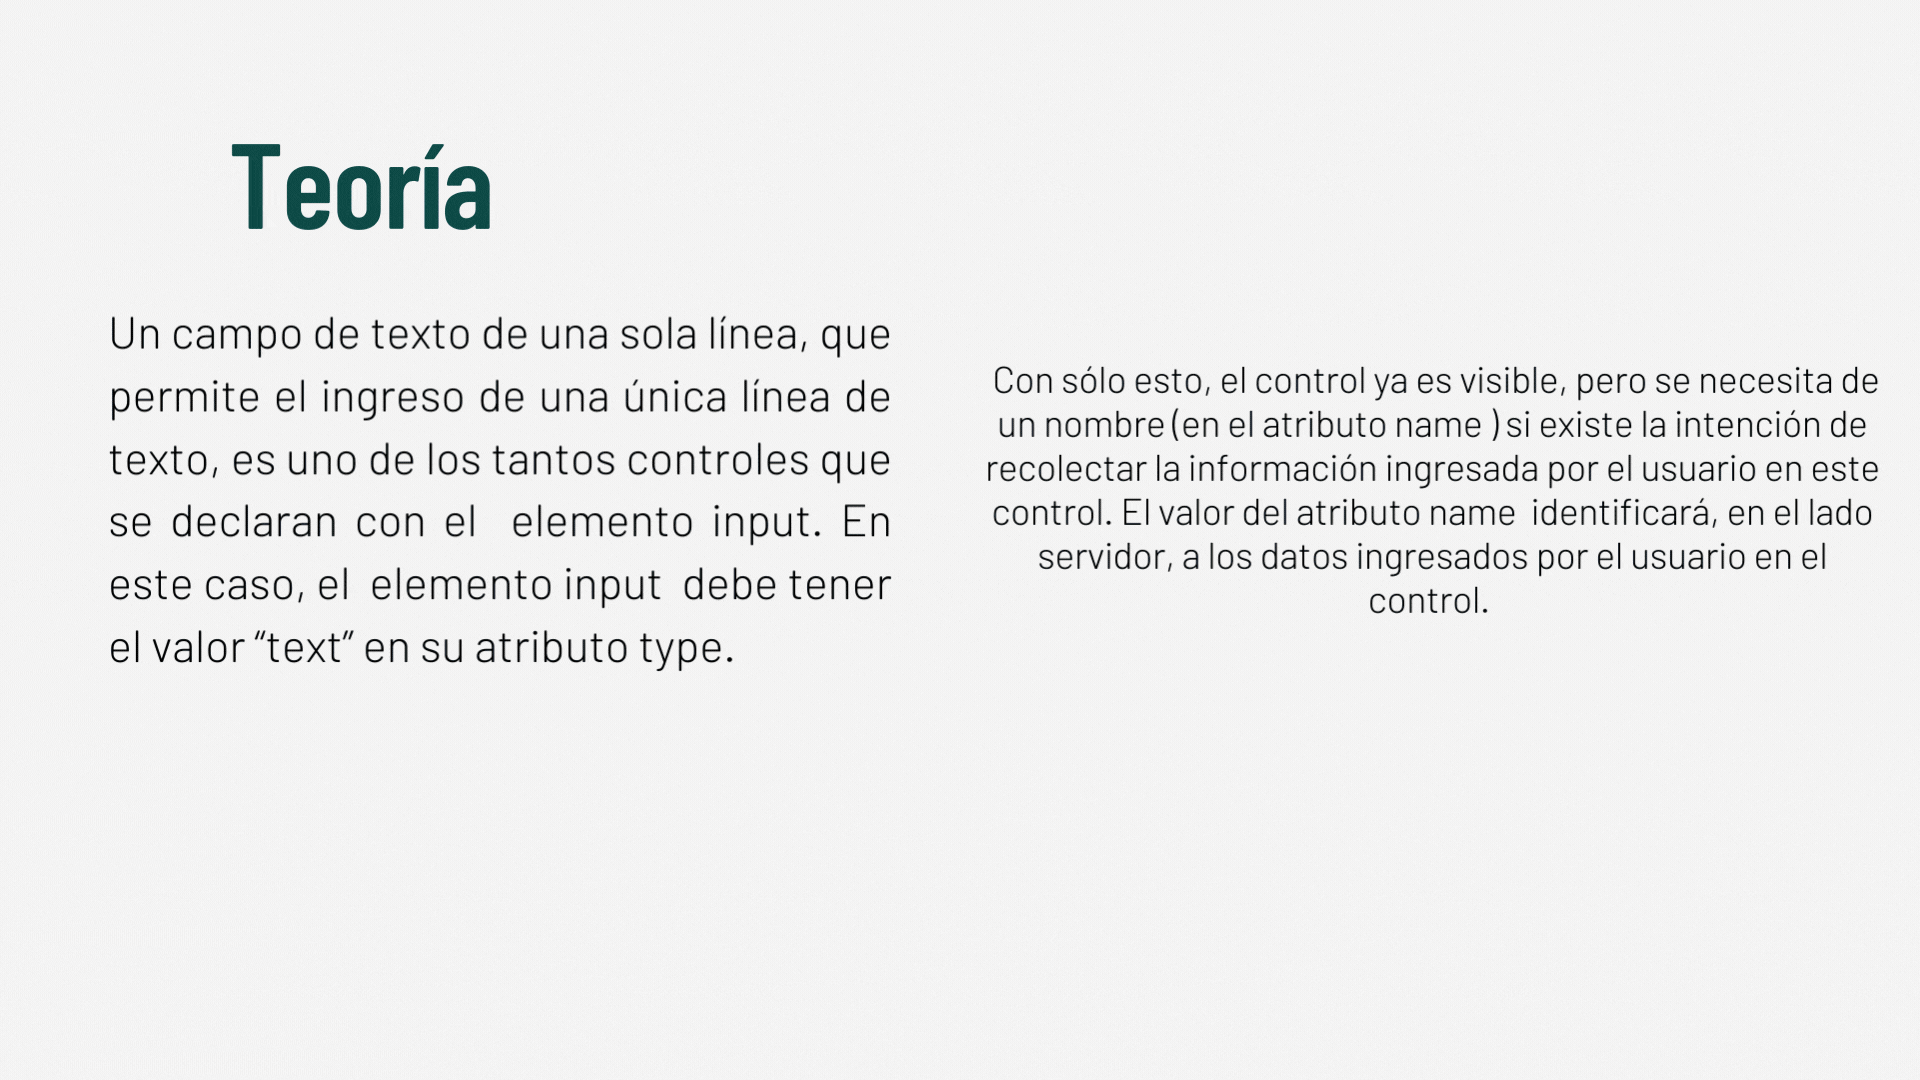 Teoría
Un campo de texto de una sola línea, que
permite el ingreso de una única línea de
texto, es uno de los tantos controles que
se declaran con el elemento input. En
este caso, el elemento input debe tener
el valor “text” en su atributo type.
Con sólo esto, el control ya es visible, pero se necesita de
un nombre (en el atributo name ) si existe la intención de
recolectar la información ingresada por el usuario en este
control. El valor del atributo name identificará, en el lado
servidor, a los datos ingresados por el usuario en el
control.